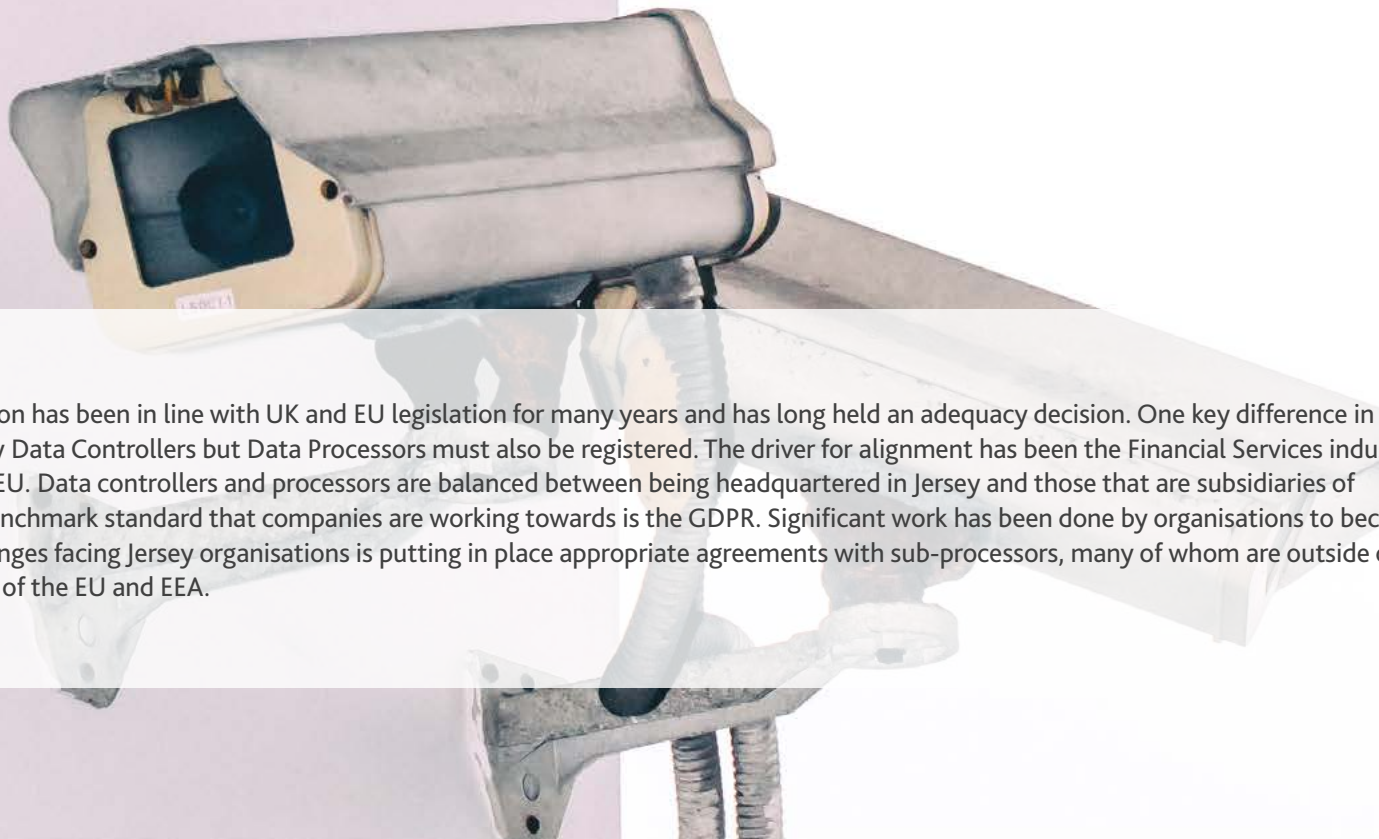 on has been in line with UK and EU legislation for many years and has long held an adequacy decision. One key difference in
y Data Controllers but Data Processors must also be registered. The driver for alignment has been the Financial Services indu
EU. Data controllers and processors are balanced between being headquartered in Jersey and those that are subsidiaries of
nchmark standard that companies are working towards is the GDPR. Significant work has been done by organisations to bec
nges facing Jersey organisations is putting in place appropriate agreements with sub-processors, many of whom are outside o
of the EU and EEA.